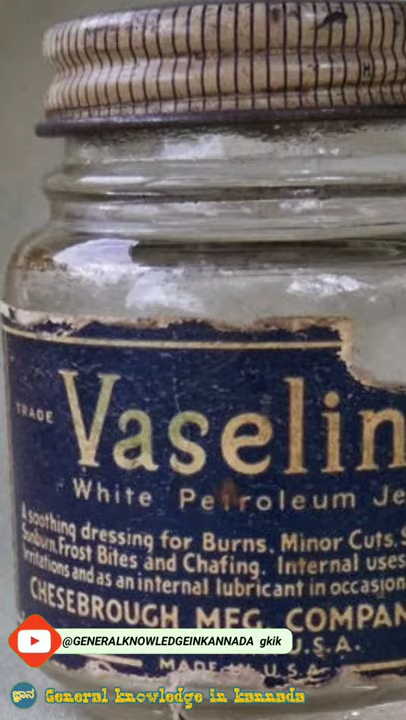 TRADE
Vaselin
White Petroleum Je
A soothing dressing for Burns, Minor Cuts, S
Sunburn, Frost Bites and Chafing. Internal uses
Irritations and as an internal lubricant in occasion
CHESEBROUGH MFG. COMPAN
U.S.A.
MADE IN U.S.A.
@GENERALKNOWLEDGEINKANNADA gkik
ಜ್ಞಾನ General knowledge in kannada